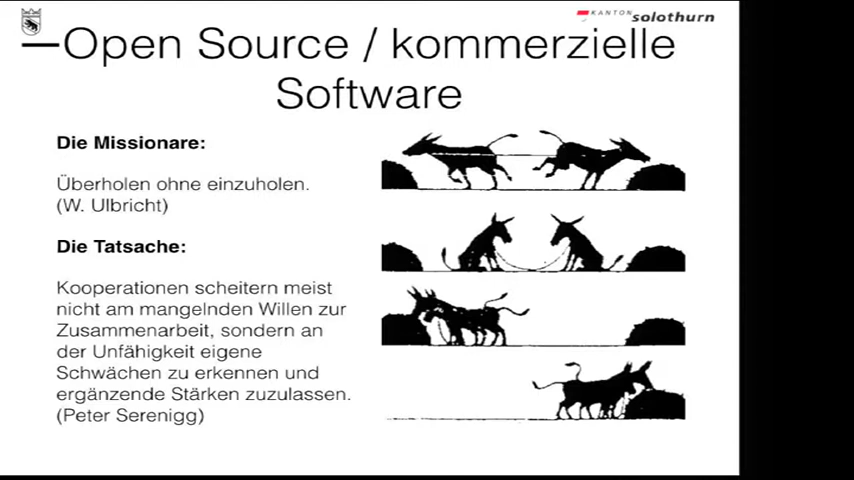 KANTON solothurn
Open Source / kommerzielle
Software
Die Missionare:
Überholen ohne einzuholen.
(W. Ulbricht)
Die Tatsache:
Kooperationen scheitern meist
nicht am mangelnden Willen zur
Zusammenarbeit, sondern an
der Unfähigkeit eigene
Schwächen zu erkennen und
ergänzende Stärken zuzulassen.
(Peter Serenigg)